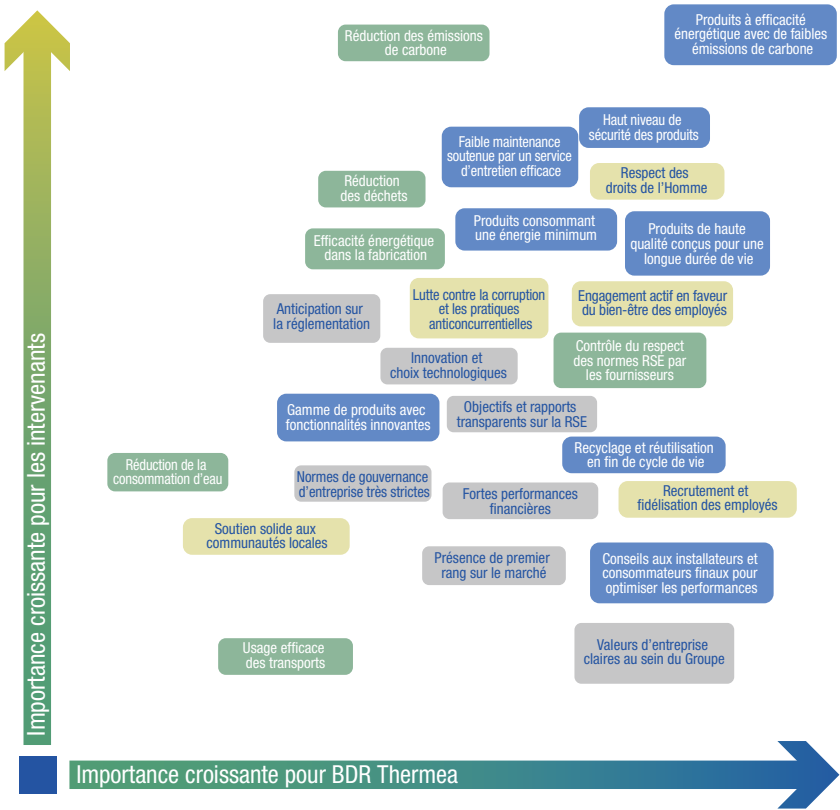 Produits à efficacité
énergétique avec de faibles
émissions de carbone
Réduction des émissions
de carbone
Haut niveau de
sécurité des produits
Faible maintenance
soutenue par un service
d'entretien efficace
Respect des
droits de l'Homme
Réduction
des déchets
Produits consommant
une énergie minimum
Produits de haute
qualité conçus pour une
longue durée de vie
Efficacité énergétique
dans la fabrication
Lutte contre la corruption
et les pratiques
anticoncurrentielles
Engagement actif en faveur
du bien-être des employés
Anticipation sur
la réglementation
Contrôle du respect
des normes RSE par
les fournisseurs
Innovation et
choix technologiques
Gamme de produits avec
fonctionnalités innovantes
Objectifs et rapports
transparents sur la RSE
Recyclage et réutilisation
en fin de cycle de vie
Réduction de la
consommation d'eau
Normes de gouvernance
d'entreprise très strictes
Fortes performances
financières
Recrutement et
fidélisation des employés
Soutien solide aux
communautés locales
Présence de premier
rang sur le marché
Conseils aux installateurs et
consommateurs finaux pour
optimiser les performances
Usage efficace
des transports
Valeurs d'entreprise
claires au sein du Groupe
Importance croissante pour les intervenants
Importance croissante pour BDR Thermea